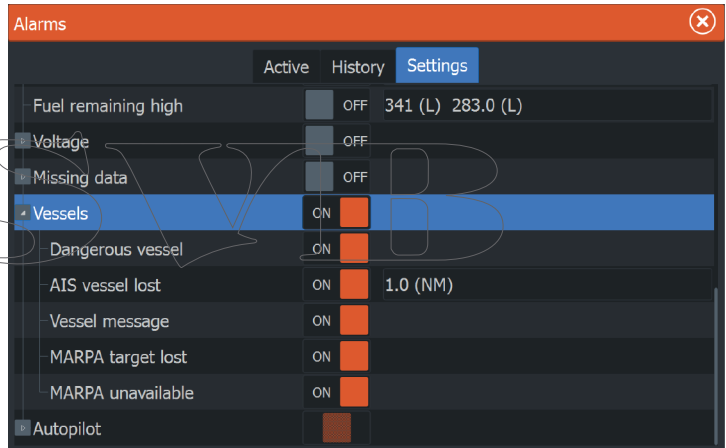 Alarms
Active History Settings
Fuel remaining high OFF 341 (L) 283.0 (L)
Voltage OFF
Missing data OFF
Vessels ON
Dangerous vessel ON
AIS vessel lost ON 1.0 (NM)
Vessel message ON
MARPA target lost ON
MARPA unavailable ON
Autopilot